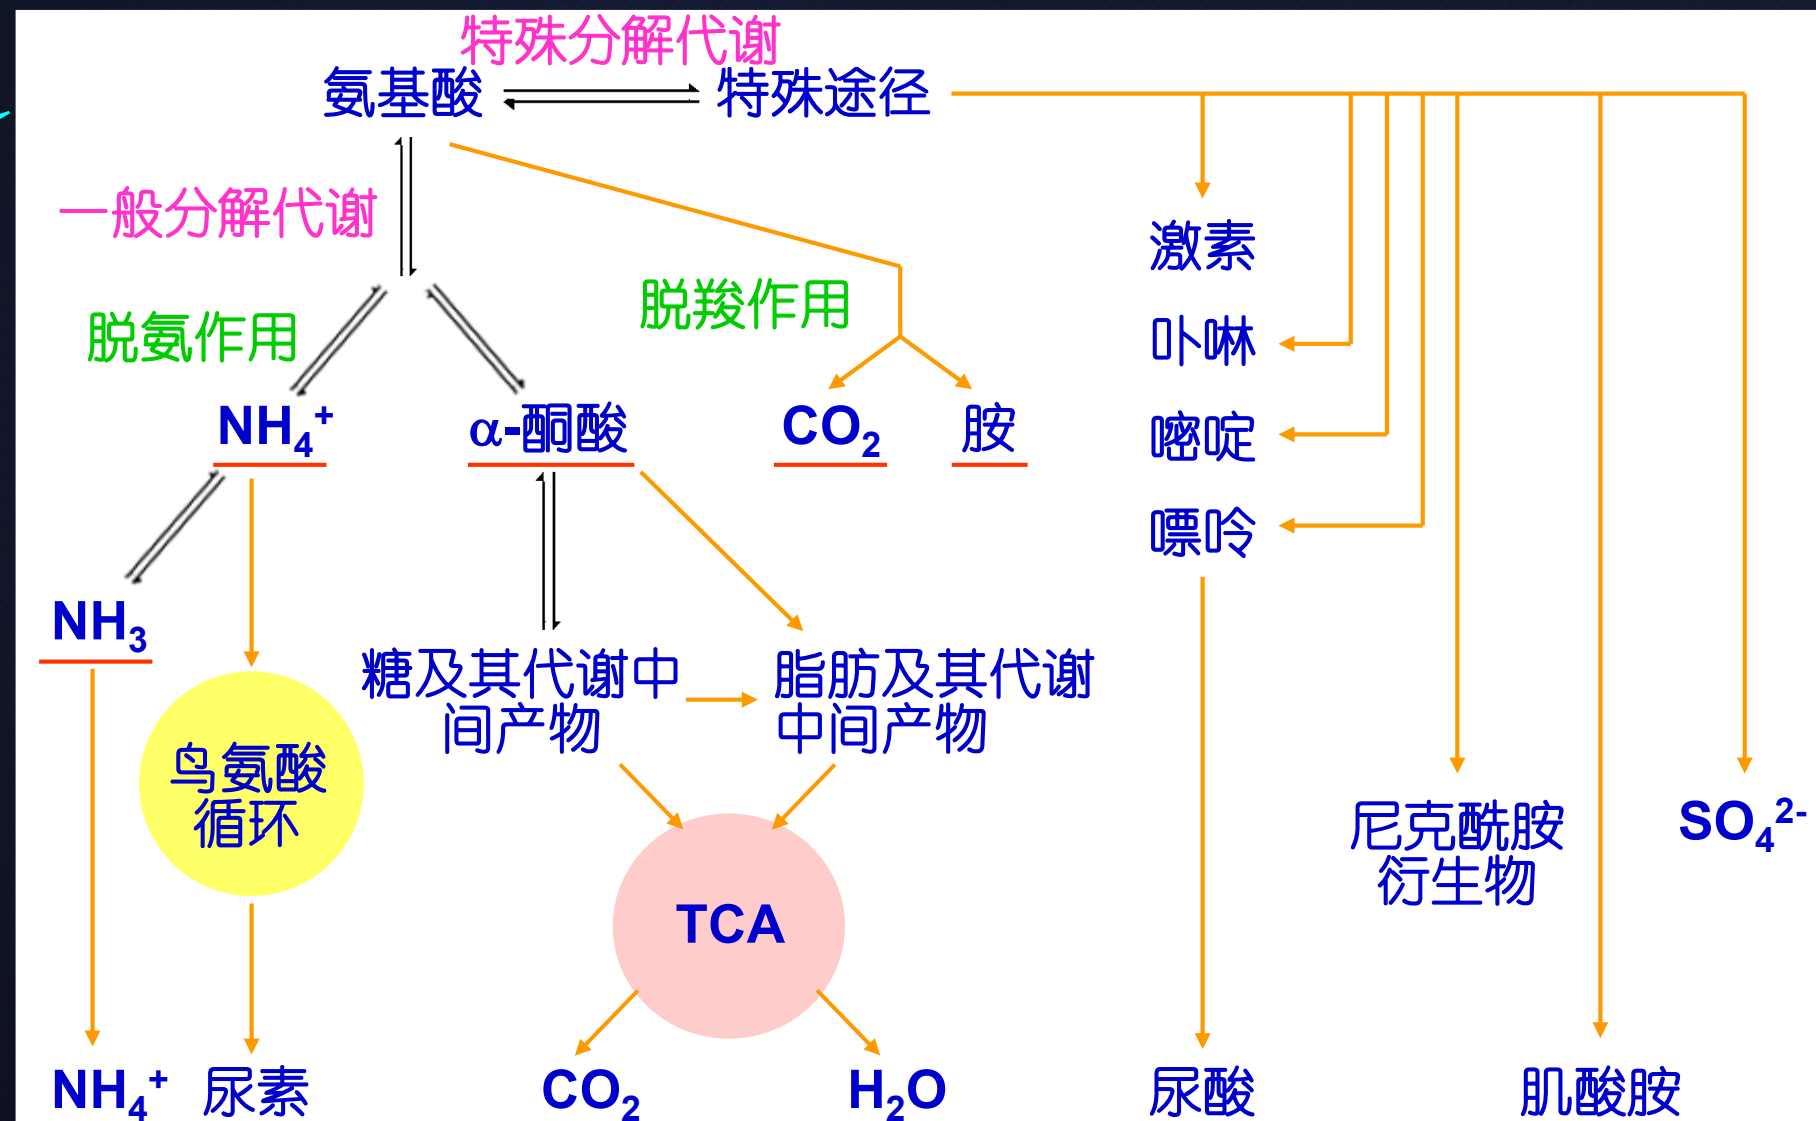 特殊分解代谢
氨基酸
特殊途径
一般分解代谢
激素
脱羧作用
脱氨作用
卟啉
NH₄⁺
α-酮酸
CO₂
胺
嘧啶
嘌呤
NH₃
糖及其代谢中
间产物
脂肪及其代谢
中间产物
鸟氨酸
循环
尼克酰胺
衍生物
SO₄²⁻
TCA
NH₄⁺
尿素
CO₂
H₂O
尿酸
肌酸胺